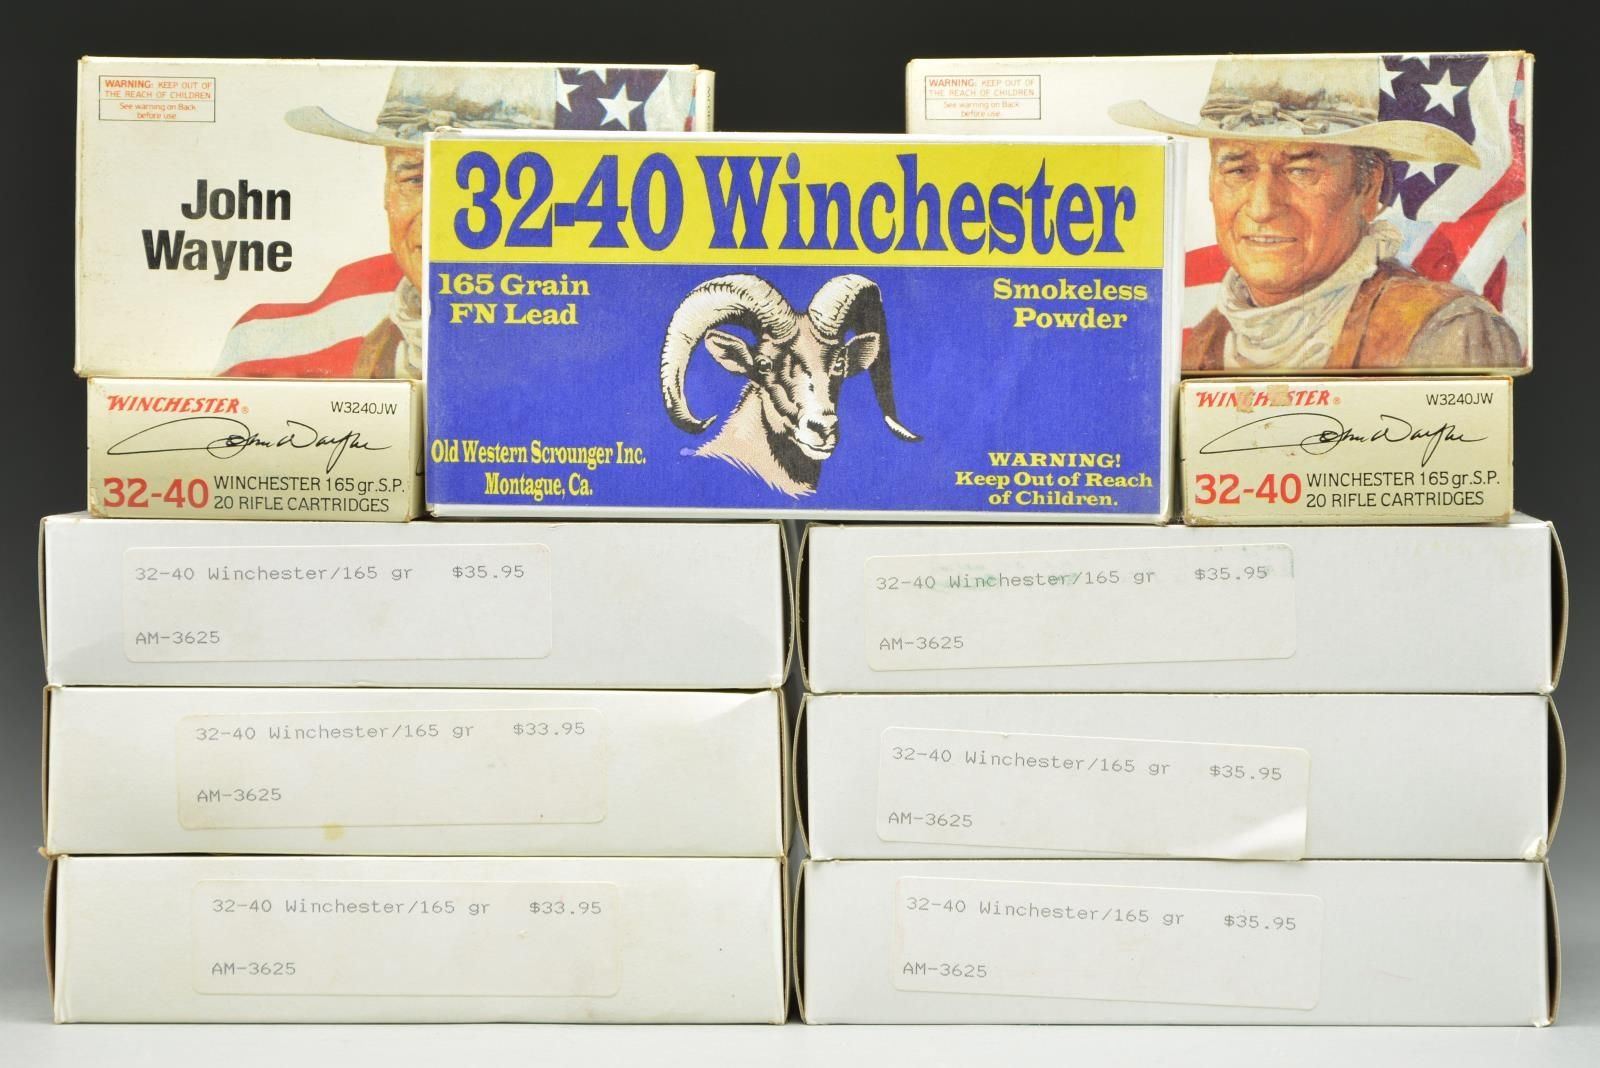 WARNING: KEEP OUT OF
THE REACH OF CHILDREN
See warning on Back
before use.
John
Wayne
WARNING: KEEP OUT OF
THE REACH OF CHILDREN
See warning on Back
before use.
32-40 Winchester
165 Grain
FN Lead
Smokeless
Powder
Old Western Scrounger Inc.
Montague, Ca.
WARNING!
Keep Out of Reach
of Children.
WINCHESTER® W3240JW
John Wayne
32-40 WINCHESTER 165 gr. S.P.
20 RIFLE CARTRIDGES
WINCHESTER® W3240JW
John Wayne
32-40 WINCHESTER 165 gr. S.P.
20 RIFLE CARTRIDGES
32-40 Winchester/165 gr $35.95
AM-3625
32-40 Winchester/165 gr $35.95
AM-3625
32-40 Winchester/165 gr $33.95
AM-3625
32-40 Winchester/165 gr $35.95
AM-3625
32-40 Winchester/165 gr $33.95
AM-3625
32-40 Winchester/165 gr $35.95
AM-3625